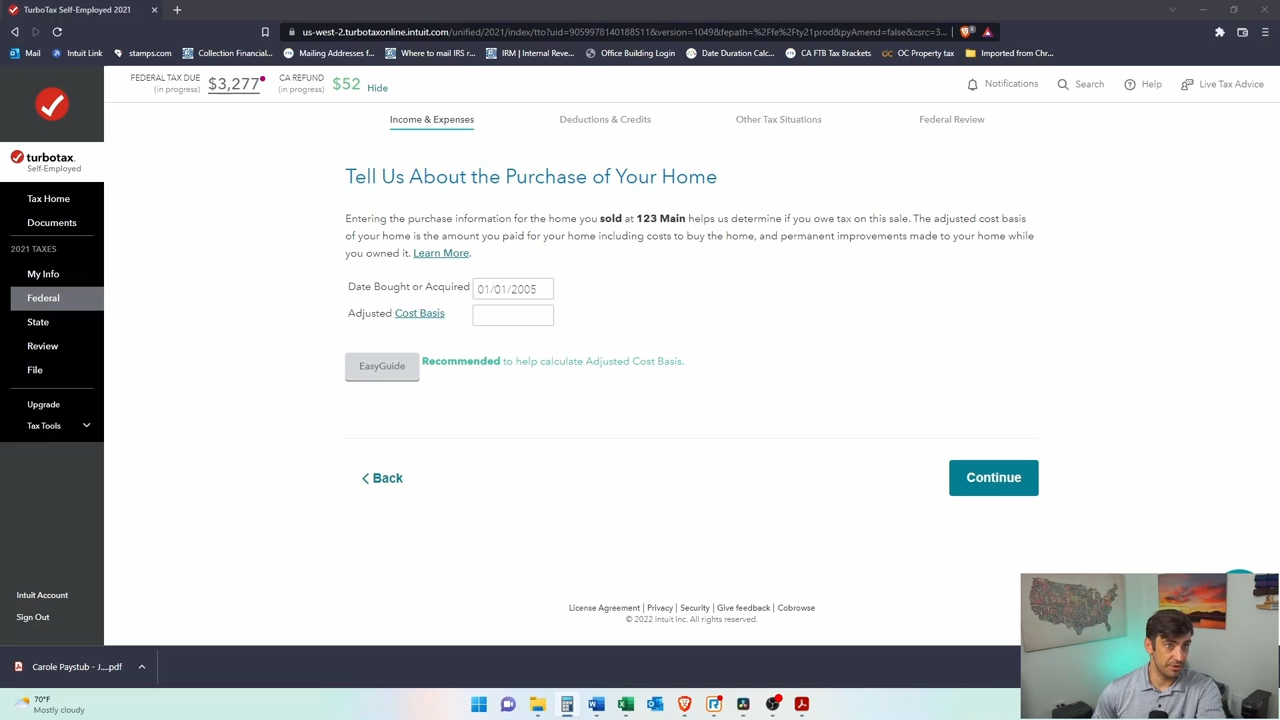 TurboTax Self-Employed 2021
us-west-2.turbotaxonline.intuit.com/unified/2021/index/tto?uid=9059978140188511&version=1049&fepath=%2Ffe%2Fty21prod&pyAmend=false&csrc=3...
Mail
Intuit Link
stamps.com
Collection Financial...
Mailing Addresses f...
Where to mail IRS r...
IRM | Internal Reve...
Office Building Login
Date Duration Calc...
CA FTB Tax Brackets
OC Property tax
Imported from Chr...
FEDERAL TAX DUE
(in progress)
$3,277
CA REFUND
(in progress)
$52
Hide
Notifications
Search
Help
Live Tax Advice
turbotax
Self-Employed
Tax Home
Documents
2021 TAXES
My Info
Federal
State
Review
File
Upgrade
Tax Tools
Intuit Account
Sign Out
Income & Expenses
Deductions & Credits
Other Tax Situations
Federal Review
Tell Us About the Purchase of Your Home
Entering the purchase information for the home you sold at 123 Main helps us determine if you owe tax on this sale. The adjusted cost basis
of your home is the amount you paid for your home including costs to buy the home, and permanent improvements made to your home while
you owned it. Learn More.
Date Bought or Acquired 01/01/2005
Adjusted Cost Basis
EasyGuide
Recommended to help calculate Adjusted Cost Basis.
Back
Continue
License Agreement | Privacy | Security | Give feedback | Cobrowse
© 2022 Intuit Inc. All rights reserved.
Carole Paystub - J....pdf
70°F
Mostly cloudy